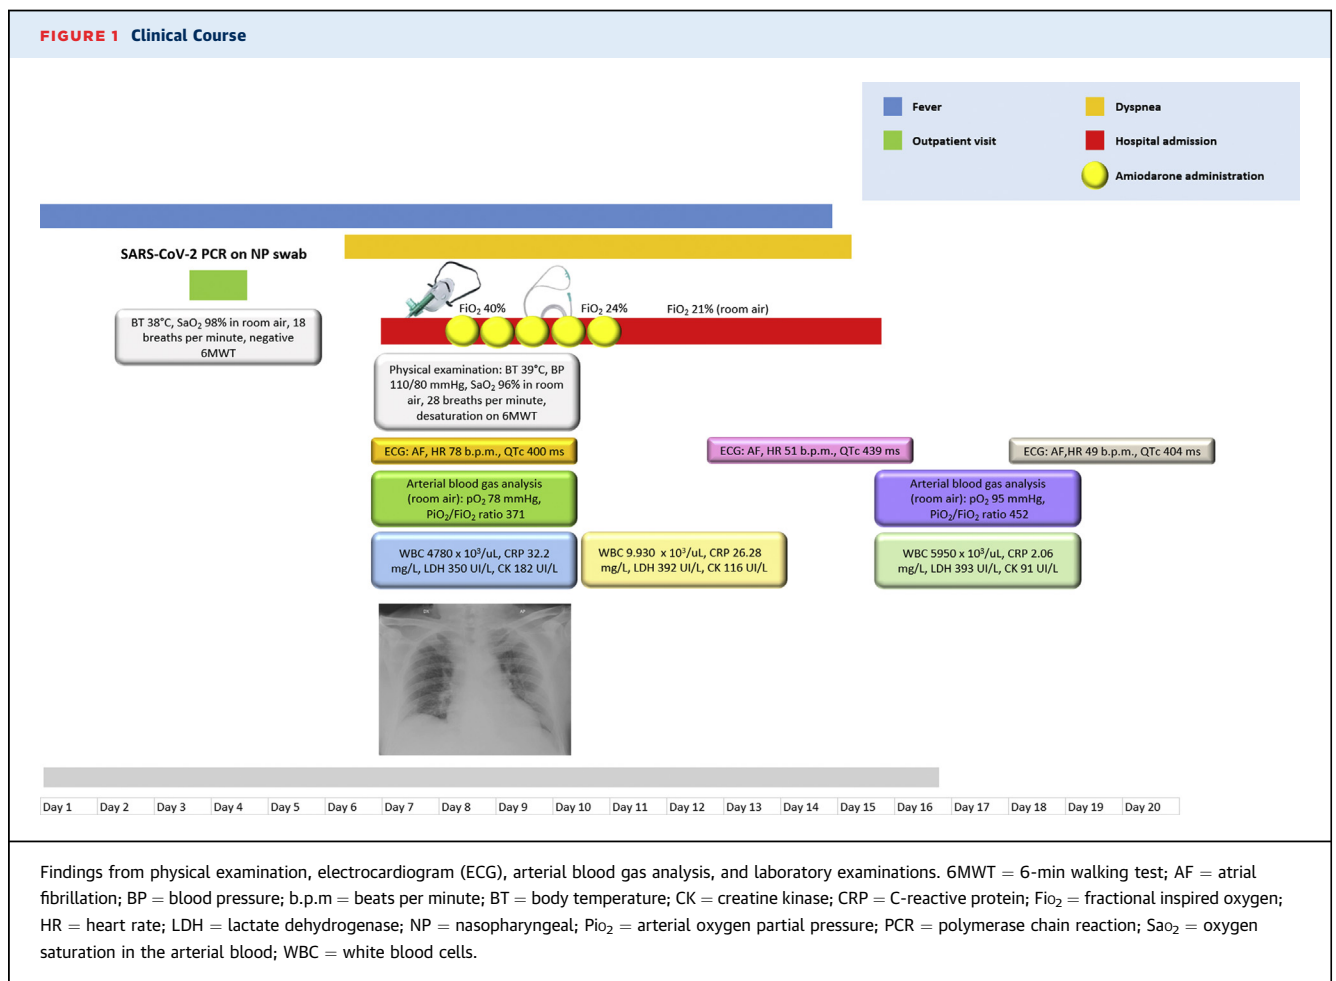 FIGURE 1 Clinical Course
Fever
Dyspnea
Outpatient visit
Hospital admission
Amiodarone administration
SARS-CoV-2 PCR on NP swab
BT 38°C, SaO₂ 98% in room air, 18
breaths per minute, negative
6MWT
FiO₂ 40%
FiO₂ 24%
FiO₂ 21% (room air)
Physical examination: BT 39°C, BP
110/80 mmHg, SaO₂ 96% in room
air, 28 breaths per minute,
desaturation on 6MWT
ECG: AF, HR 78 b.p.m., QTc 400 ms
ECG: AF, HR 51 b.p.m., QTc 439 ms
ECG: AF,HR 49 b.p.m., QTc 404 ms
Arterial blood gas analysis
(room air): pO₂ 78 mmHg,
PiO₂/FiO₂ ratio 371
Arterial blood gas analysis
(room air): pO₂ 95 mmHg,
PiO₂/FiO₂ ratio 452
WBC 4780 x 10³/uL, CRP 32.2
mg/L, LDH 350 UI/L, CK 182 UI/L
WBC 9.930 x 10³/uL, CRP 26.28
mg/L, LDH 392 UI/L, CK 116 UI/L
WBC 5950 x 10³/uL, CRP 2.06
mg/L, LDH 393 UI/L, CK 91 UI/L
Day 1 Day 2 Day 3 Day 4 Day 5 Day 6 Day 7 Day 8 Day 9 Day 10 Day 11 Day 12 Day 13 Day 14 Day 15 Day 16 Day 17 Day 18 Day 19 Day 20
Findings from physical examination, electrocardiogram (ECG), arterial blood gas analysis, and laboratory examinations. 6MWT = 6-min walking test; AF = atrial
fibrillation; BP = blood pressure; b.p.m = beats per minute; BT = body temperature; CK = creatine kinase; CRP = C-reactive protein; Fio₂ = fractional inspired oxygen;
HR = heart rate; LDH = lactate dehydrogenase; NP = nasopharyngeal; Pio₂ = arterial oxygen partial pressure; PCR = polymerase chain reaction; Sao₂ = oxygen
saturation in the arterial blood; WBC = white blood cells.